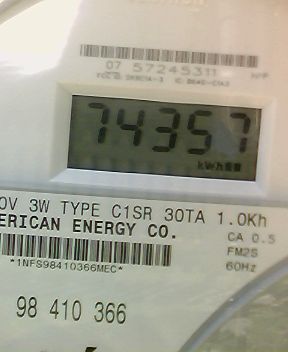 07 57245311
74357
kWh
0V 3W TYPE C1SR 30TA 1.0Kh
ERICAN ENERGY CO.
CA 0.5
FM2S
*1NFS98410366MEC*
60Hz
98 410 366